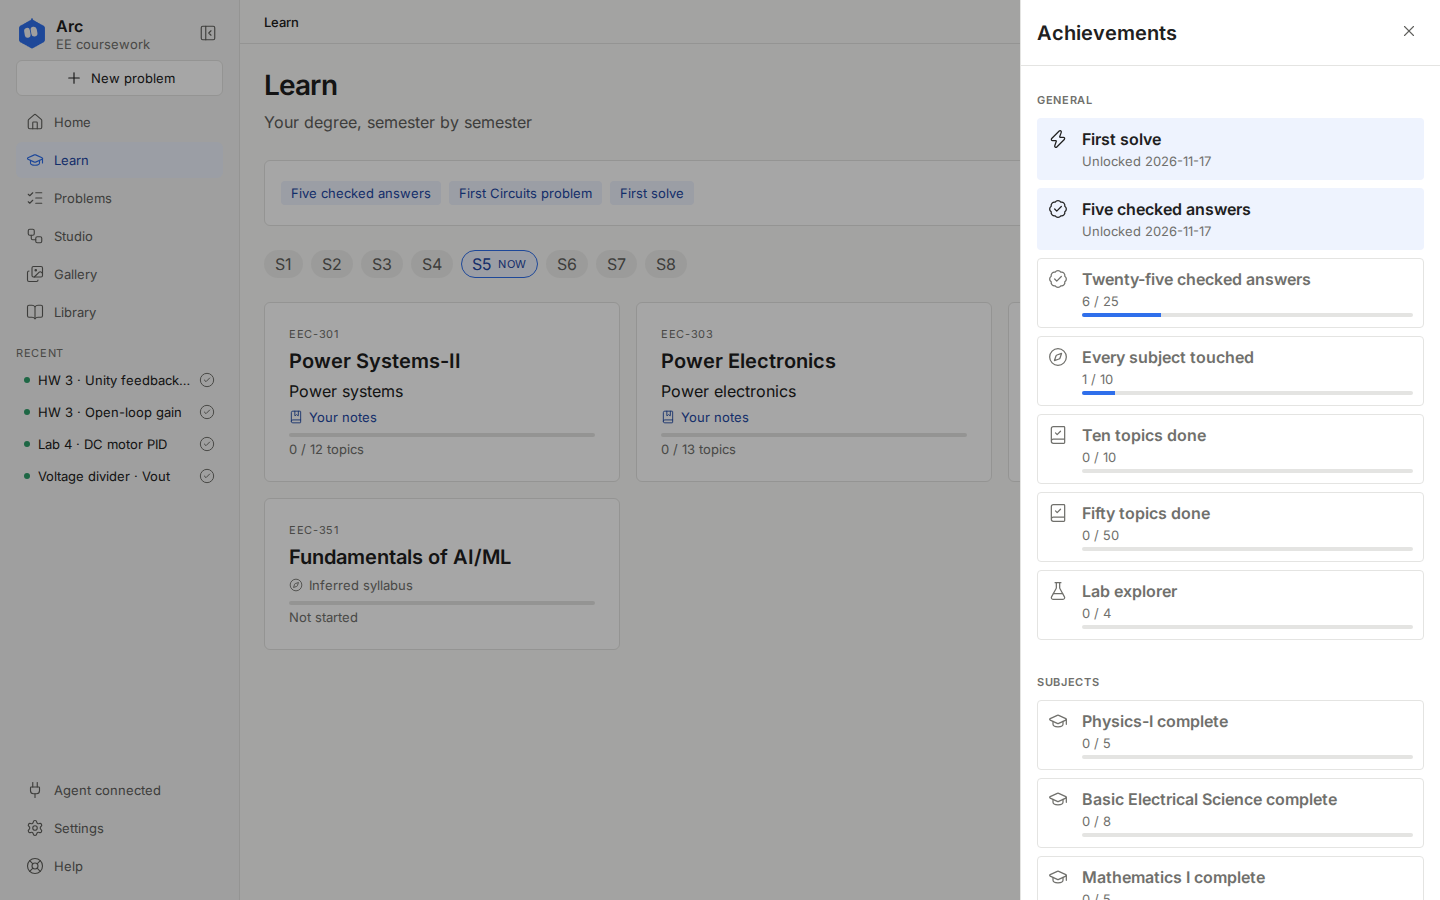 Arc
EE coursework
New problem
Home
Learn
Problems
Studio
Gallery
Library
RECENT
HW 3 · Unity feedback...
HW 3 · Open-loop gain
Lab 4 · DC motor PID
Voltage divider · Vout
Agent connected
Settings
Help
Learn
Learn
Your degree, semester by semester
Five checked answers
First Circuits problem
First solve
S1
S2
S3
S4
S5 NOW
S6
S7
S8
EEC-301
Power Systems-II
Power systems
Your notes
0 / 12 topics
EEC-303
Power Electronics
Power electronics
Your notes
0 / 13 topics
EEC-351
Fundamentals of AI/ML
Inferred syllabus
Not started
Achievements
GENERAL
First solve
Unlocked 2026-11-17
Five checked answers
Unlocked 2026-11-17
Twenty-five checked answers
6 / 25
Every subject touched
1 / 10
Ten topics done
0 / 10
Fifty topics done
0 / 50
Lab explorer
0 / 4
SUBJECTS
Physics-I complete
0 / 5
Basic Electrical Science complete
0 / 8
Mathematics I complete
0 / 5